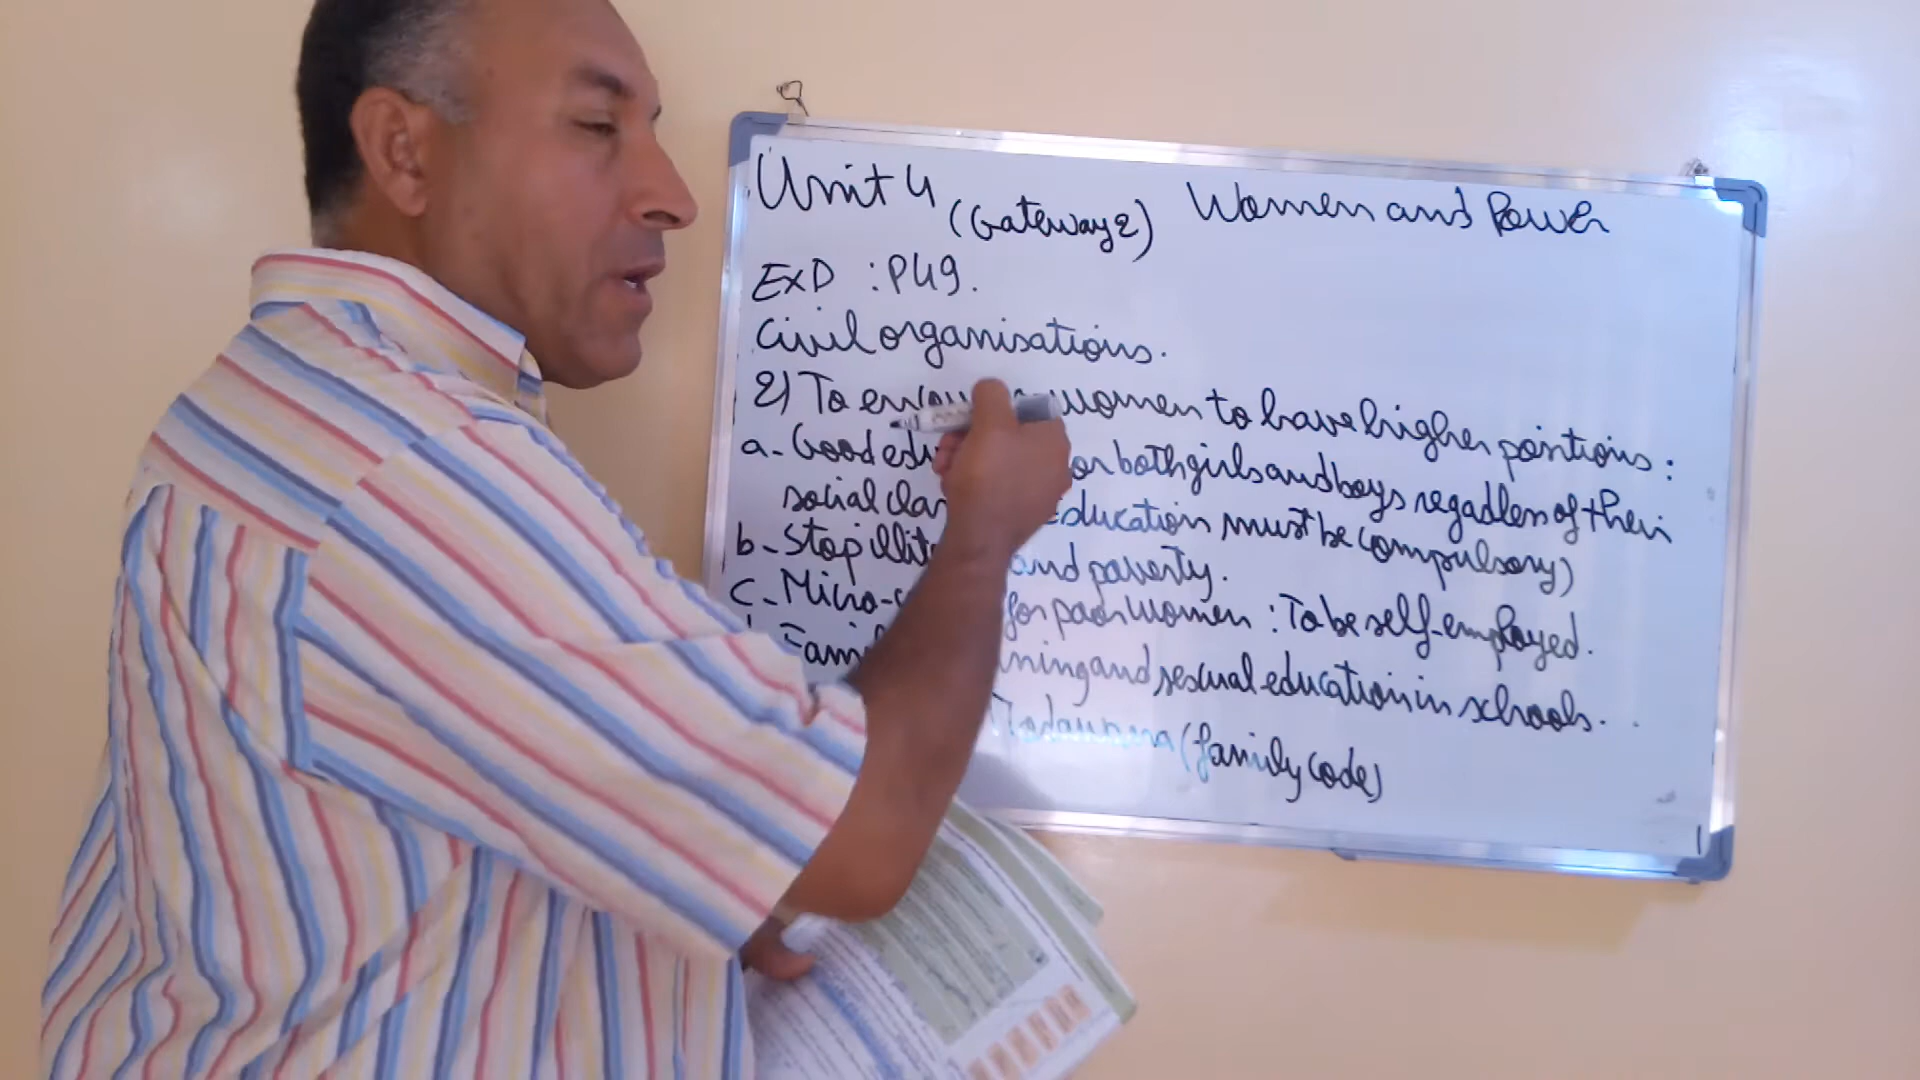 Unit 4 (Gateway 2) Women and Power
Ex D : P49.
Civil organisations.
2) To women to have higher positions :
a- Good both girls and boys regadless of their
social education must be compulsory)
b- Stop and poverty.
c- Micro- for poor women : To be self-employed.
and sexual education in schools.
(family code)